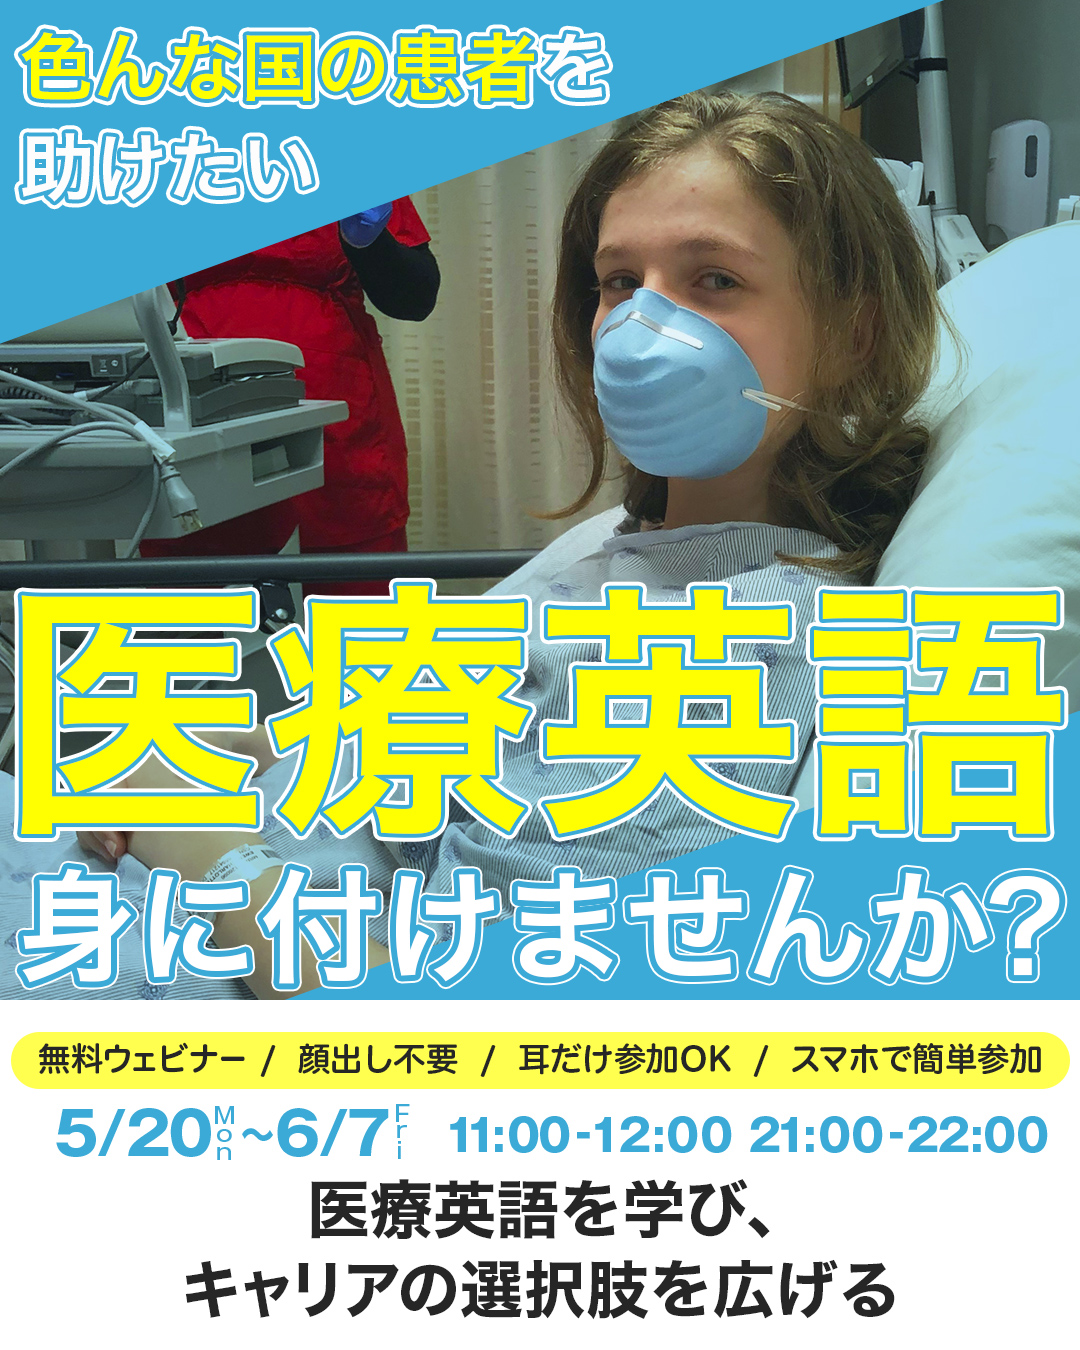 色んな国の患者を
助けたい
医療英語
身に付けませんか?
無料ウェビナー / 顔出し不要 / 耳だけ参加OK / スマホで簡単参加
5/20Mon~6/7Fri 11:00-12:00 21:00-22:00
医療英語を学び、
キャリアの選択肢を広げる